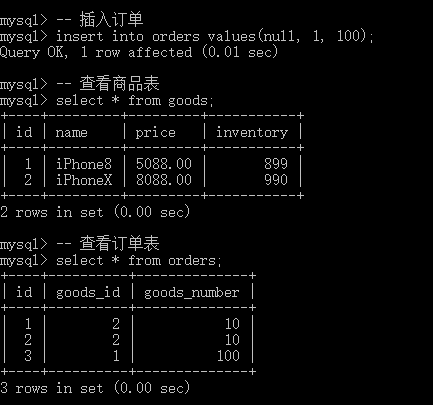 mysql> -- 插入订单
mysql> insert into orders values(null, 1, 100);
Query OK, 1 row affected (0.01 sec)
mysql> -- 查看商品表
mysql> select * from goods;
+----+---------+---------+-----------+
| id | name    | price   | inventory |
+----+---------+---------+-----------+
|  1 | iPhone8 | 5088.00 |       899 |
|  2 | iPhoneX | 8088.00 |       990 |
+----+---------+---------+-----------+
2 rows in set (0.00 sec)
mysql> -- 查看订单表
mysql> select * from orders;
+----+----------+--------------+
| id | goods_id | goods_number |
+----+----------+--------------+
|  1 |        2 |           10 |
|  2 |        2 |           10 |
|  3 |        1 |          100 |
+----+----------+--------------+
3 rows in set (0.00 sec)